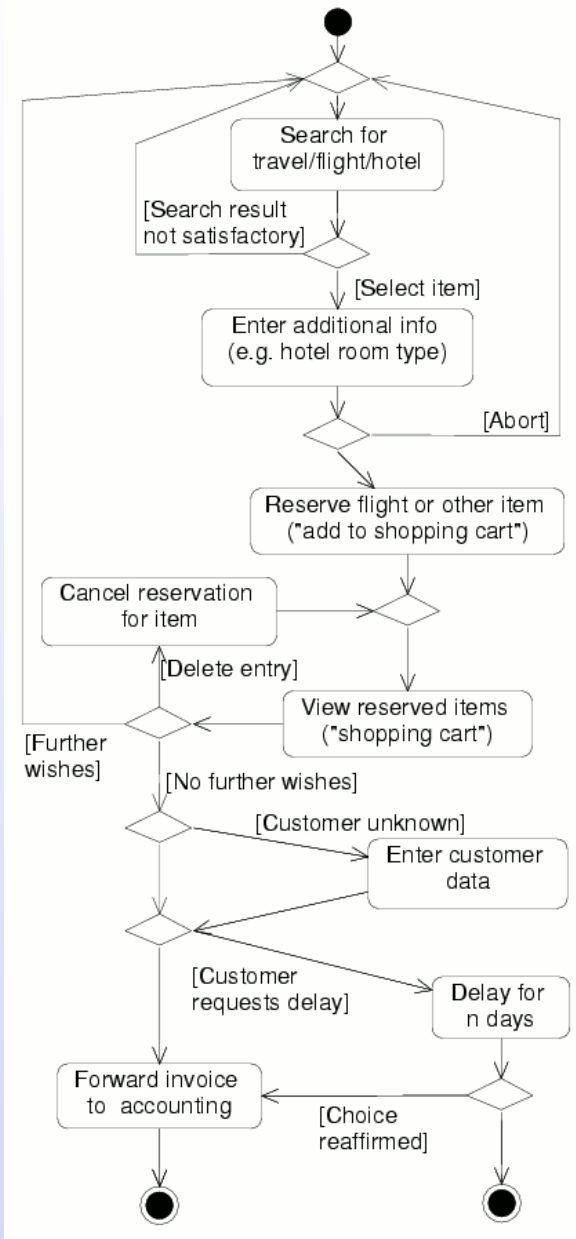 Search for
travel/flight/hotel
[Search result
not satisfactory]
[Select item]
Enter additional info
(e.g. hotel room type)
[Abort]
Reserve flight or other item
("add to shopping cart")
Cancel reservation
for item
[Delete entry]
View reserved items
("shopping cart")
[Further
wishes]
[No further wishes]
[Customer unknown]
Enter customer
data
[Customer
requests delay]
Delay for
n days
Forward invoice
to accounting
[Choice
reaffirmed]